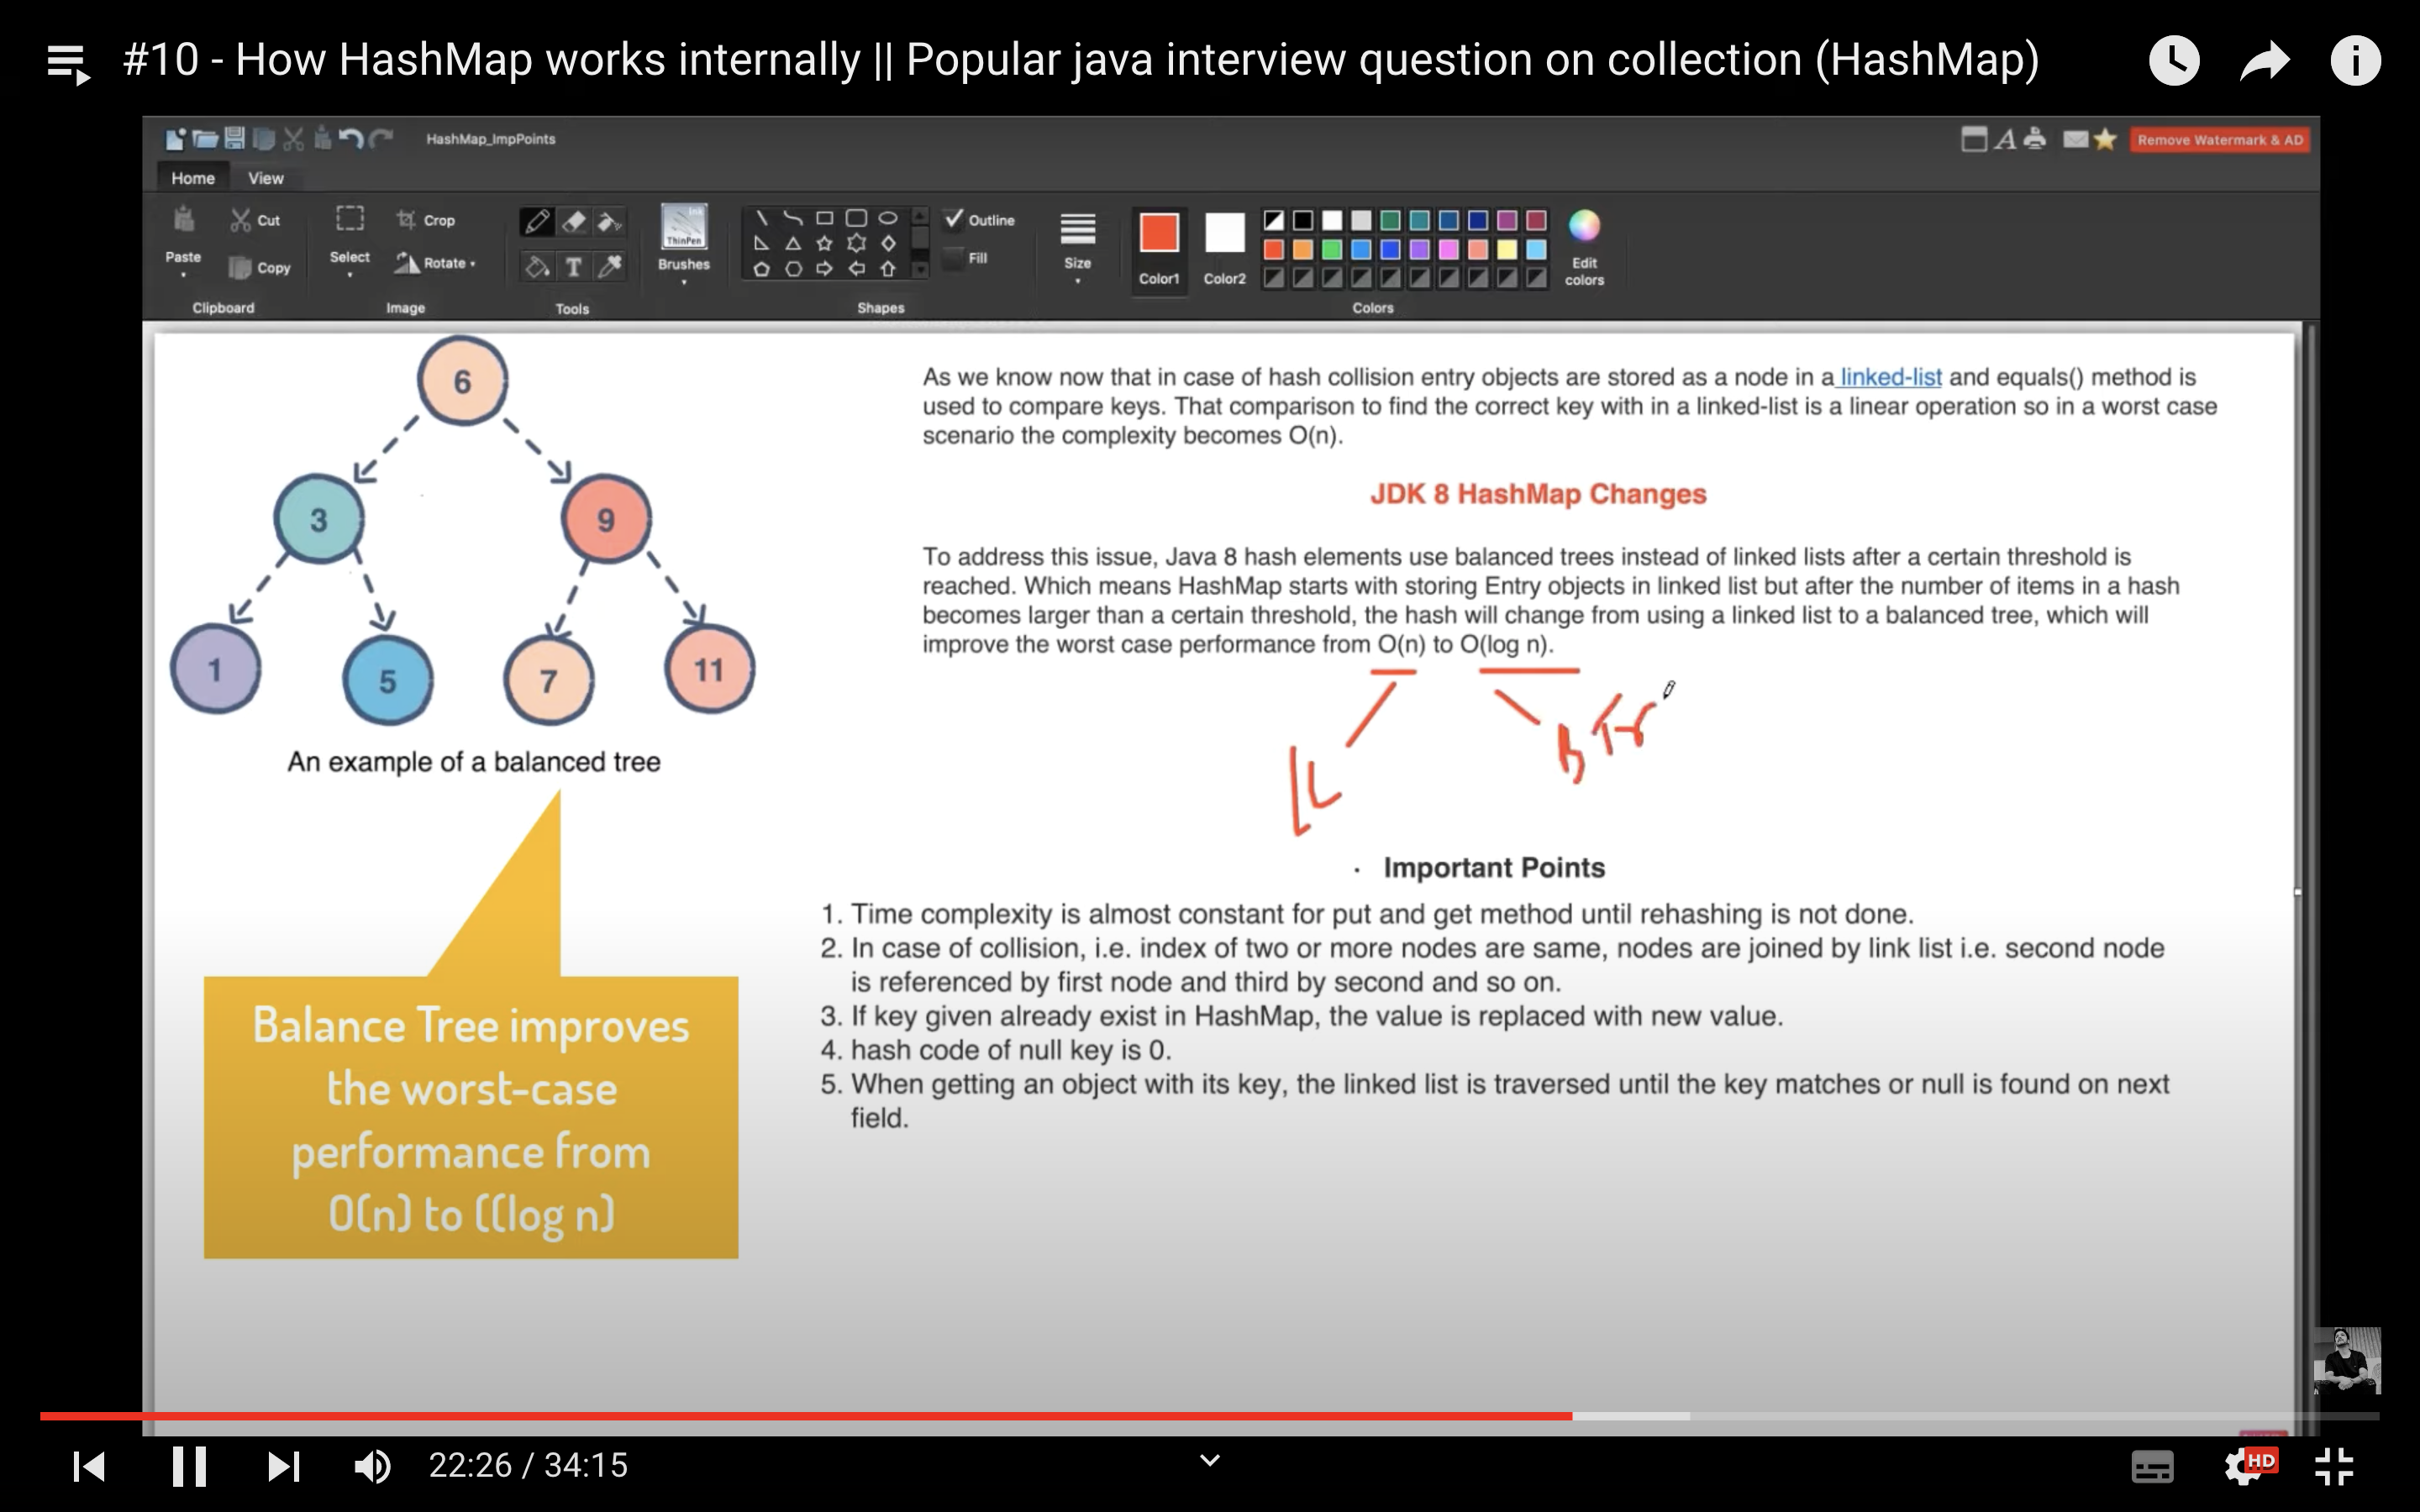 #10 - How HashMap works internally || Popular java interview question on collection (HashMap)
HashMap_ImpPoints
Remove Watermark & AD
Home View
Paste
Cut
Copy
Clipboard
Select
Crop
Rotate
Image
Tools
Ink
ThinPen
Brushes
Outline
Fill
Shapes
Size
Color1
Color2
Edit
colors
Colors
6
3 9
1 5 7 11
An example of a balanced tree
Balance Tree improves
the worst-case
performance from
O(n) to ((log n)
As we know now that in case of hash collision entry objects are stored as a node in a linked-list and equals() method is
used to compare keys. That comparison to find the correct key with in a linked-list is a linear operation so in a worst case
scenario the complexity becomes O(n).
JDK 8 HashMap Changes
To address this issue, Java 8 hash elements use balanced trees instead of linked lists after a certain threshold is
reached. Which means HashMap starts with storing Entry objects in linked list but after the number of items in a hash
becomes larger than a certain threshold, the hash will change from using a linked list to a balanced tree, which will
improve the worst case performance from O(n) to O(log n).
LL
B Tr
· Important Points
1. Time complexity is almost constant for put and get method until rehashing is not done.
2. In case of collision, i.e. index of two or more nodes are same, nodes are joined by link list i.e. second node
is referenced by first node and third by second and so on.
3. If key given already exist in HashMap, the value is replaced with new value.
4. hash code of null key is 0.
5. When getting an object with its key, the linked list is traversed until the key matches or null is found on next
field.
22:26 / 34:15
HD